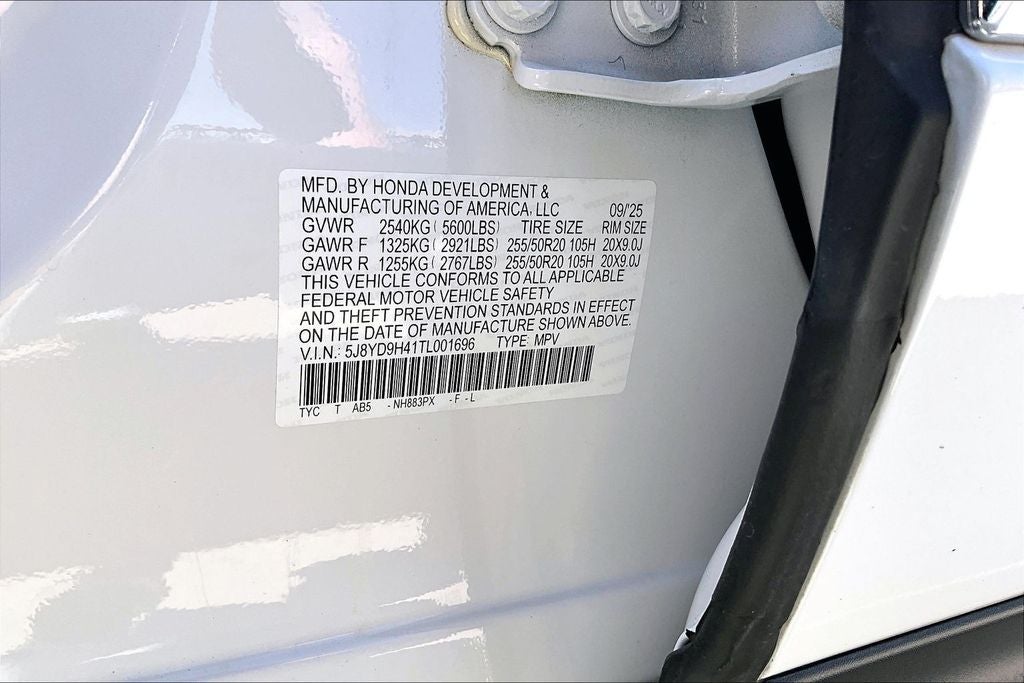 31
MFD. BY HONDA DEVELOPMENT &
MANUFACTURING OF AMERICA, LLC 09/'25
GVWR 2540KG ( 5600LBS) TIRE SIZE RIM SIZE
GAWR F 1325KG ( 2921LBS) 255/50R20 105H 20X9.0J
GAWR R 1255KG ( 2767LBS) 255/50R20 105H 20X9.0J
THIS VEHICLE CONFORMS TO ALL APPLICABLE
FEDERAL MOTOR VEHICLE SAFETY
AND THEFT PREVENTION STANDARDS IN EFFECT
ON THE DATE OF MANUFACTURE SHOWN ABOVE.
V.I.N.: 5J8YD9H41TL001696 TYPE: MPV
TYC T AB5 - NH883PX - F - L